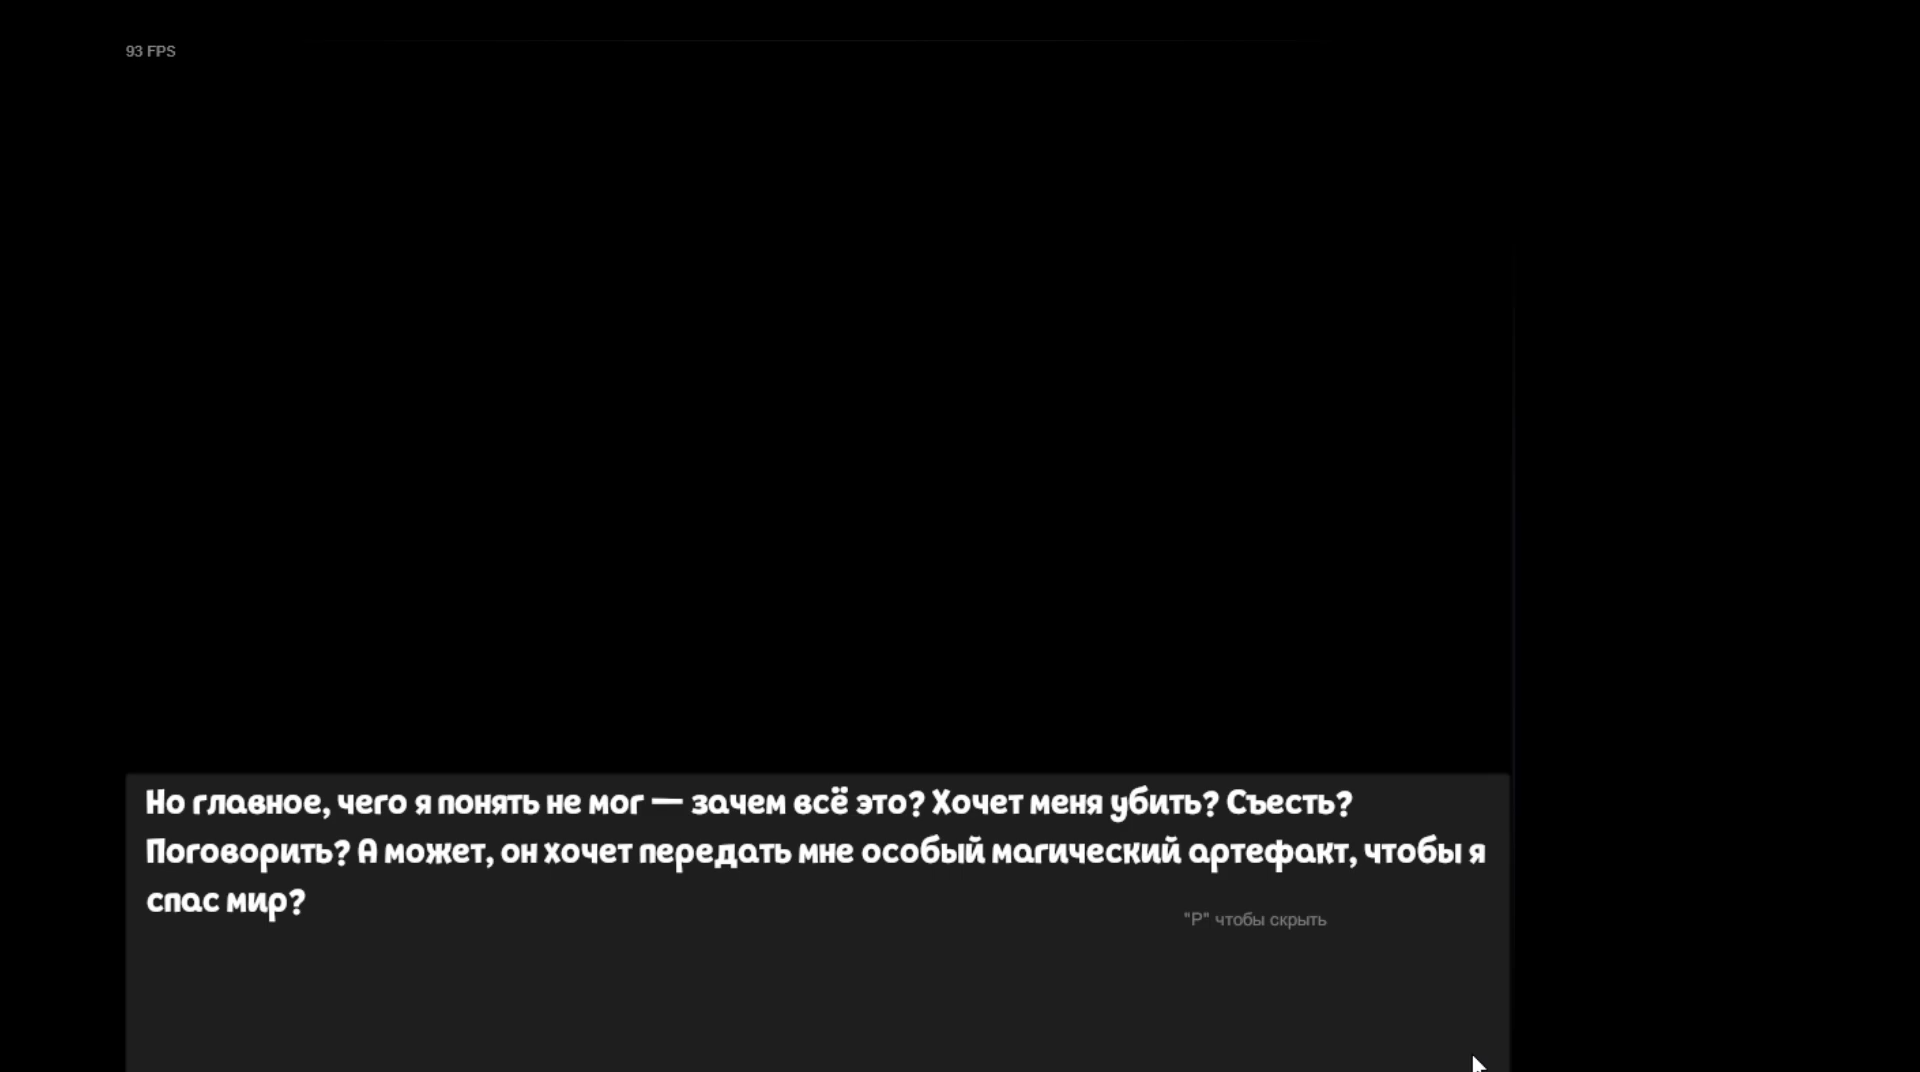 93 FPS
Но главное, чего я понять не мог — зачем всё это? Хочет меня убить? Съесть?
Поговорить? А может, он хочет передать мне особый магический артефакт, чтобы я
спас мир?
"P" чтобы скрыть